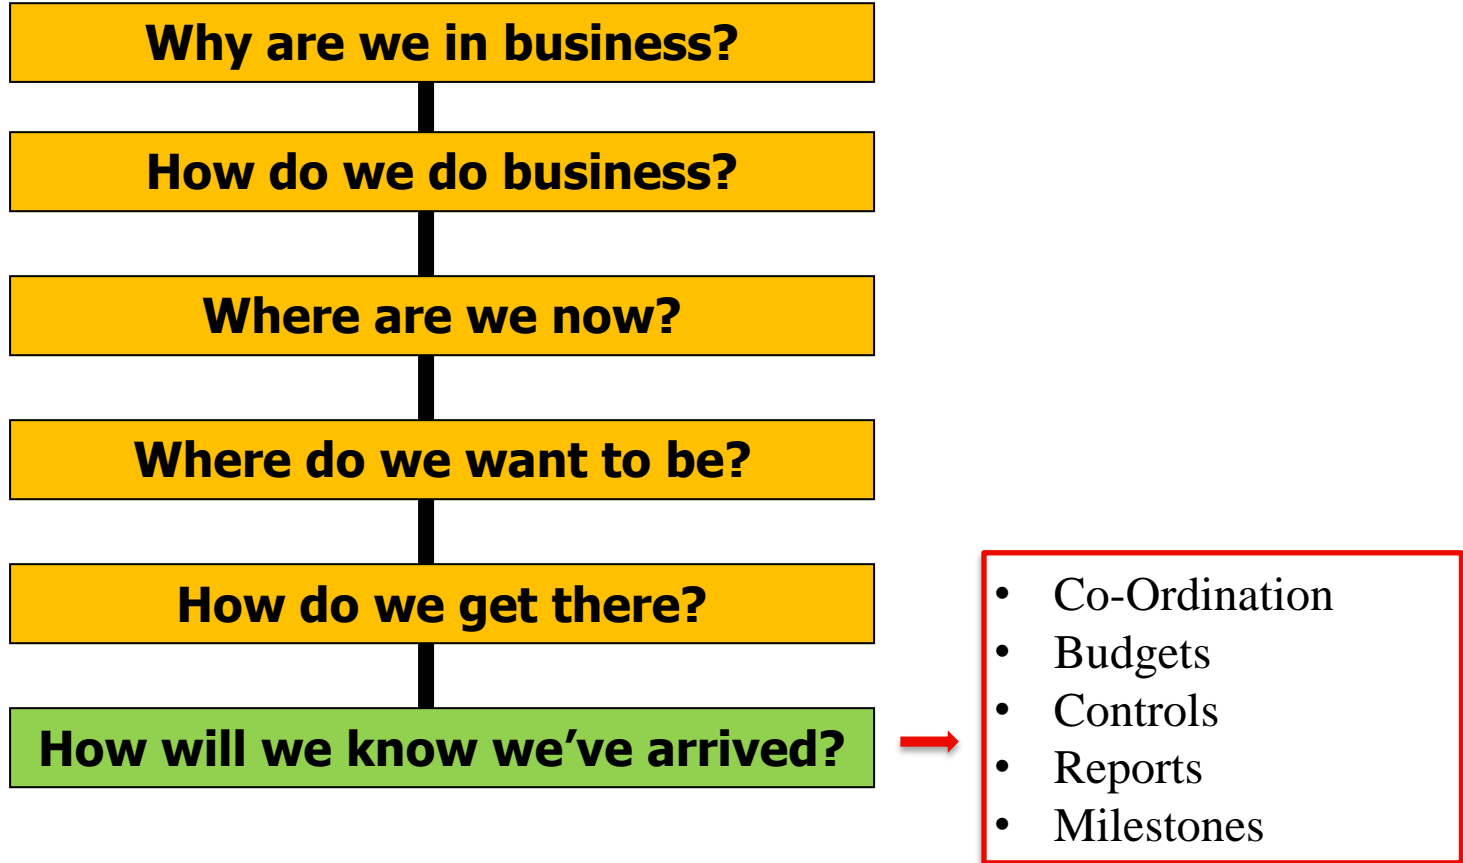 Why are we in business?
How do we do business?
Where are we now?
Where do we want to be?
How do we get there?
How will we know we’ve arrived?
• Co-Ordination
• Budgets
• Controls
• Reports
• Milestones